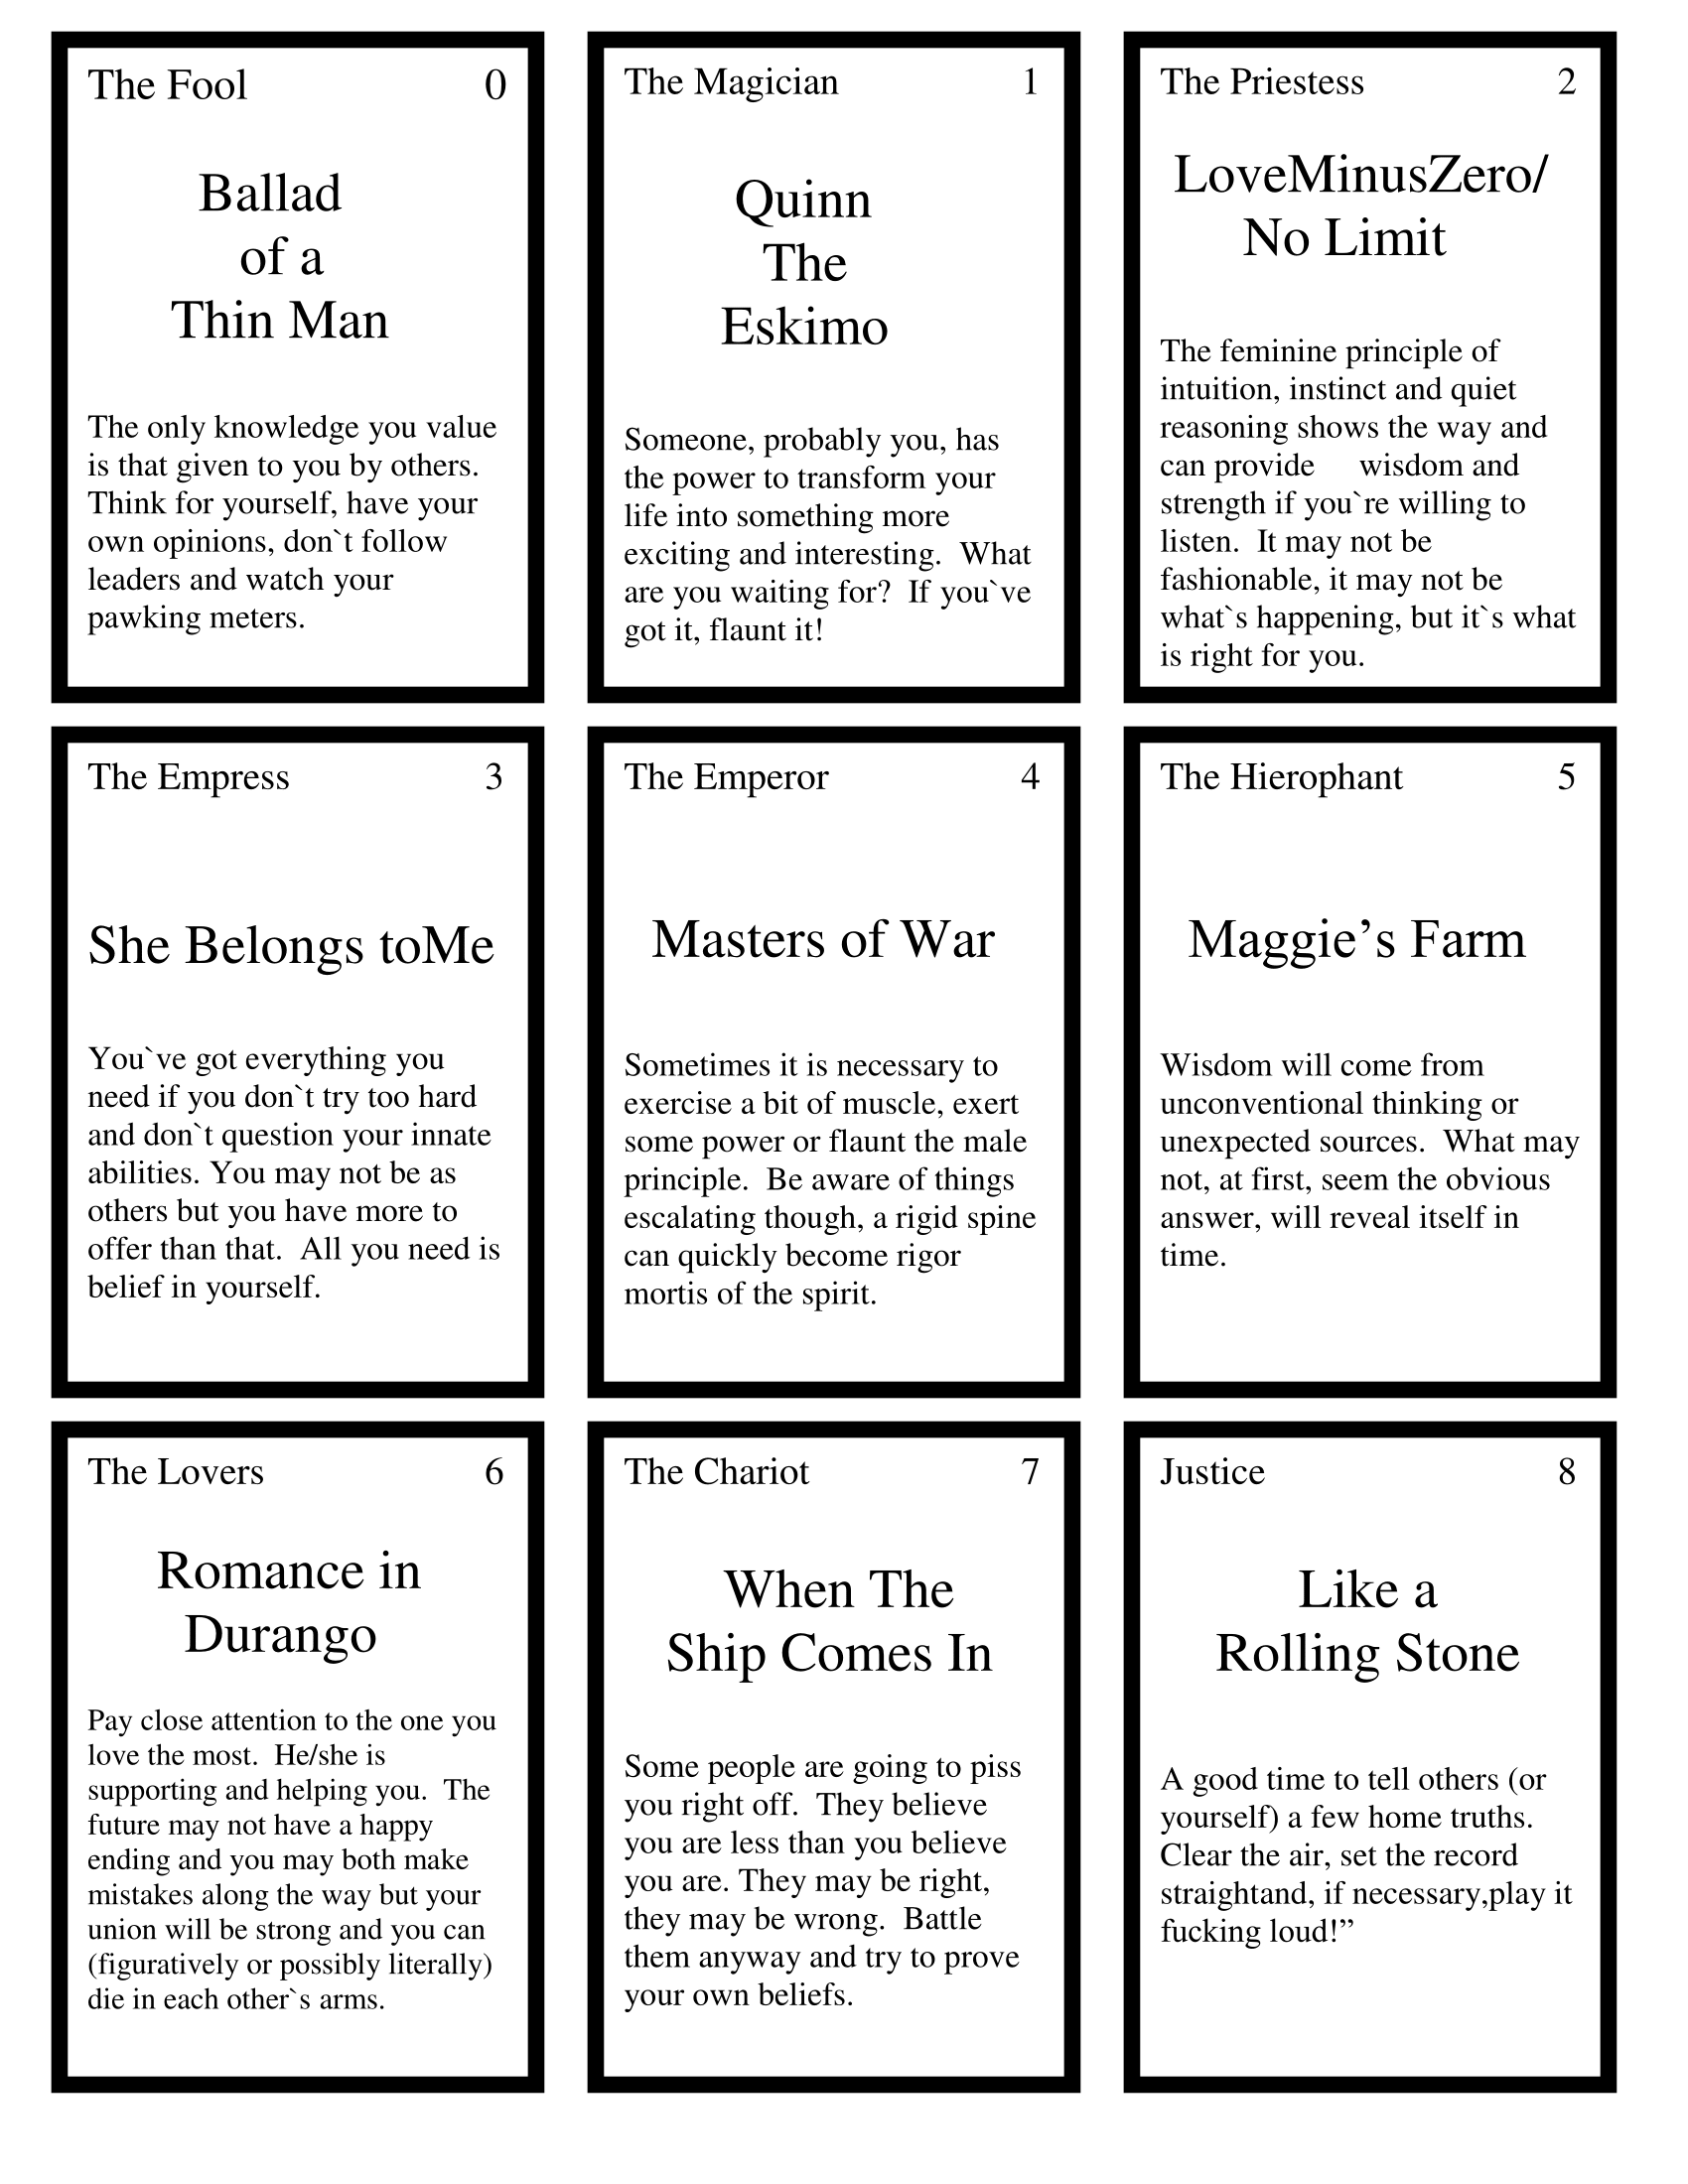 The Fool 0
Ballad
of a
Thin Man
The only knowledge you value
is that given to you by others.
Think for yourself, have your
own opinions, don`t follow
leaders and watch your
pawking meters.
The Magician 1
Quinn
The
Eskimo
Someone, probably you, has
the power to transform your
life into something more
exciting and interesting.  What
are you waiting for?  If you`ve
got it, flaunt it!
The Priestess 2
LoveMinusZero/
No Limit
The feminine principle of
intuition, instinct and quiet
reasoning shows the way and
can provide     wisdom and
strength if you`re willing to
listen.  It may not be
fashionable, it may not be
what`s happening, but it`s what
is right for you.
The Empress 3
She Belongs toMe
You`ve got everything you
need if you don`t try too hard
and don`t question your innate
abilities. You may not be as
others but you have more to
offer than that.  All you need is
belief in yourself.
The Emperor 4
Masters of War
Sometimes it is necessary to
exercise a bit of muscle, exert
some power or flaunt the male
principle.  Be aware of things
escalating though, a rigid spine
can quickly become rigor
mortis of the spirit.
The Hierophant 5
Maggie’s Farm
Wisdom will come from
unconventional thinking or
unexpected sources.  What may
not, at first, seem the obvious
answer, will reveal itself in
time.
The Lovers 6
Romance in
Durango
Pay close attention to the one you
love the most.  He/she is
supporting and helping you.  The
future may not have a happy
ending and you may both make
mistakes along the way but your
union will be strong and you can
(figuratively or possibly literally)
die in each other`s arms.
The Chariot 7
When The
Ship Comes In
Some people are going to piss
you right off.  They believe
you are less than you believe
you are. They may be right,
they may be wrong.  Battle
them anyway and try to prove
your own beliefs.
Justice 8
Like a
Rolling Stone
A good time to tell others (or
yourself) a few home truths.
Clear the air, set the record
straightand, if necessary,play it
fucking loud!”